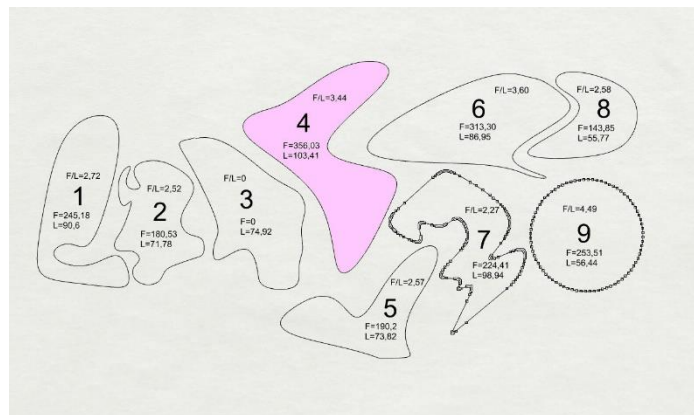 F/L=2,72
1
F=245,18
L=90,6
F/L=2,52
2
F=180,53
L=71,78
F/L=0
3
F=0
L=74,92
F/L=3,44
4
F=356,03
L=103,41
F/L=2,57
5
F=190,2
L=73,82
F/L=3,60
6
F=313,30
L=86,95
F/L=2,27
7
F=224,41
L=98,94
F/L=2,58
8
F=143,85
L=55,77
F/L=4,49
9
F=253,51
L=56,44